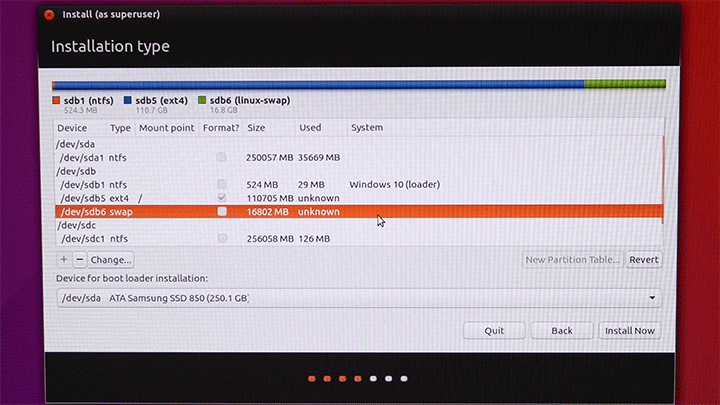 Install (as superuser)
Installation type
sdb1 (ntfs) sdb5 (ext4) sdb6 (linux-swap)
524.3 MB 110.7 GB 16.8 GB
Device Type Mount point Format? Size Used System
/dev/sda
/dev/sda1 ntfs 250057 MB 35669 MB
/dev/sdb
/dev/sdb1 ntfs 524 MB 29 MB Windows 10 (loader)
/dev/sdb5 ext4 / 110705 MB unknown
/dev/sdb6 swap 16802 MB unknown
/dev/sdc
/dev/sdc1 ntfs 256058 MB 126 MB
+ − Change... New Partition Table... Revert
Device for boot loader installation:
/dev/sda ATA Samsung SSD 850 (250.1 GB)
Quit Back Install Now